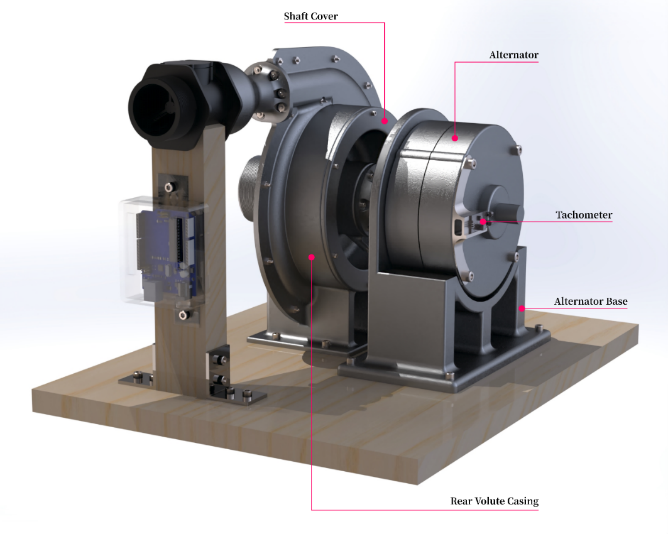 Shaft Cover
Alternator
Tachometer
Alternator Base
Rear Volute Casing